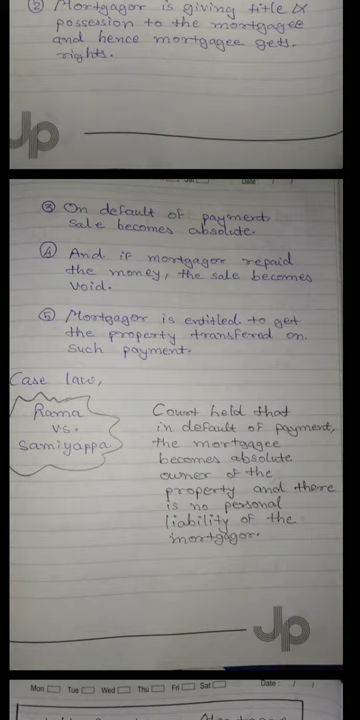 ② Mortgagor is giving title &
possession to the mortgagee
and hence mortgagee gets.
rights.
Jp
Date : / /
③ On default of payment
sale becomes absolute.
④ And if mortgagor repaid
the money, the sale becomes
void.
⑤ Mortgagor is entitled to get
the property transfered on
such payment.
Case law,
Rama
vs.
Samiyappa
Court held that
in default of payment,
the mortgagee
becomes absolute
owner of the
property and there
is no personal
liability of the
mortgigor.
Jp
Mon Tue Wed Thu Fri Sat Date : / /